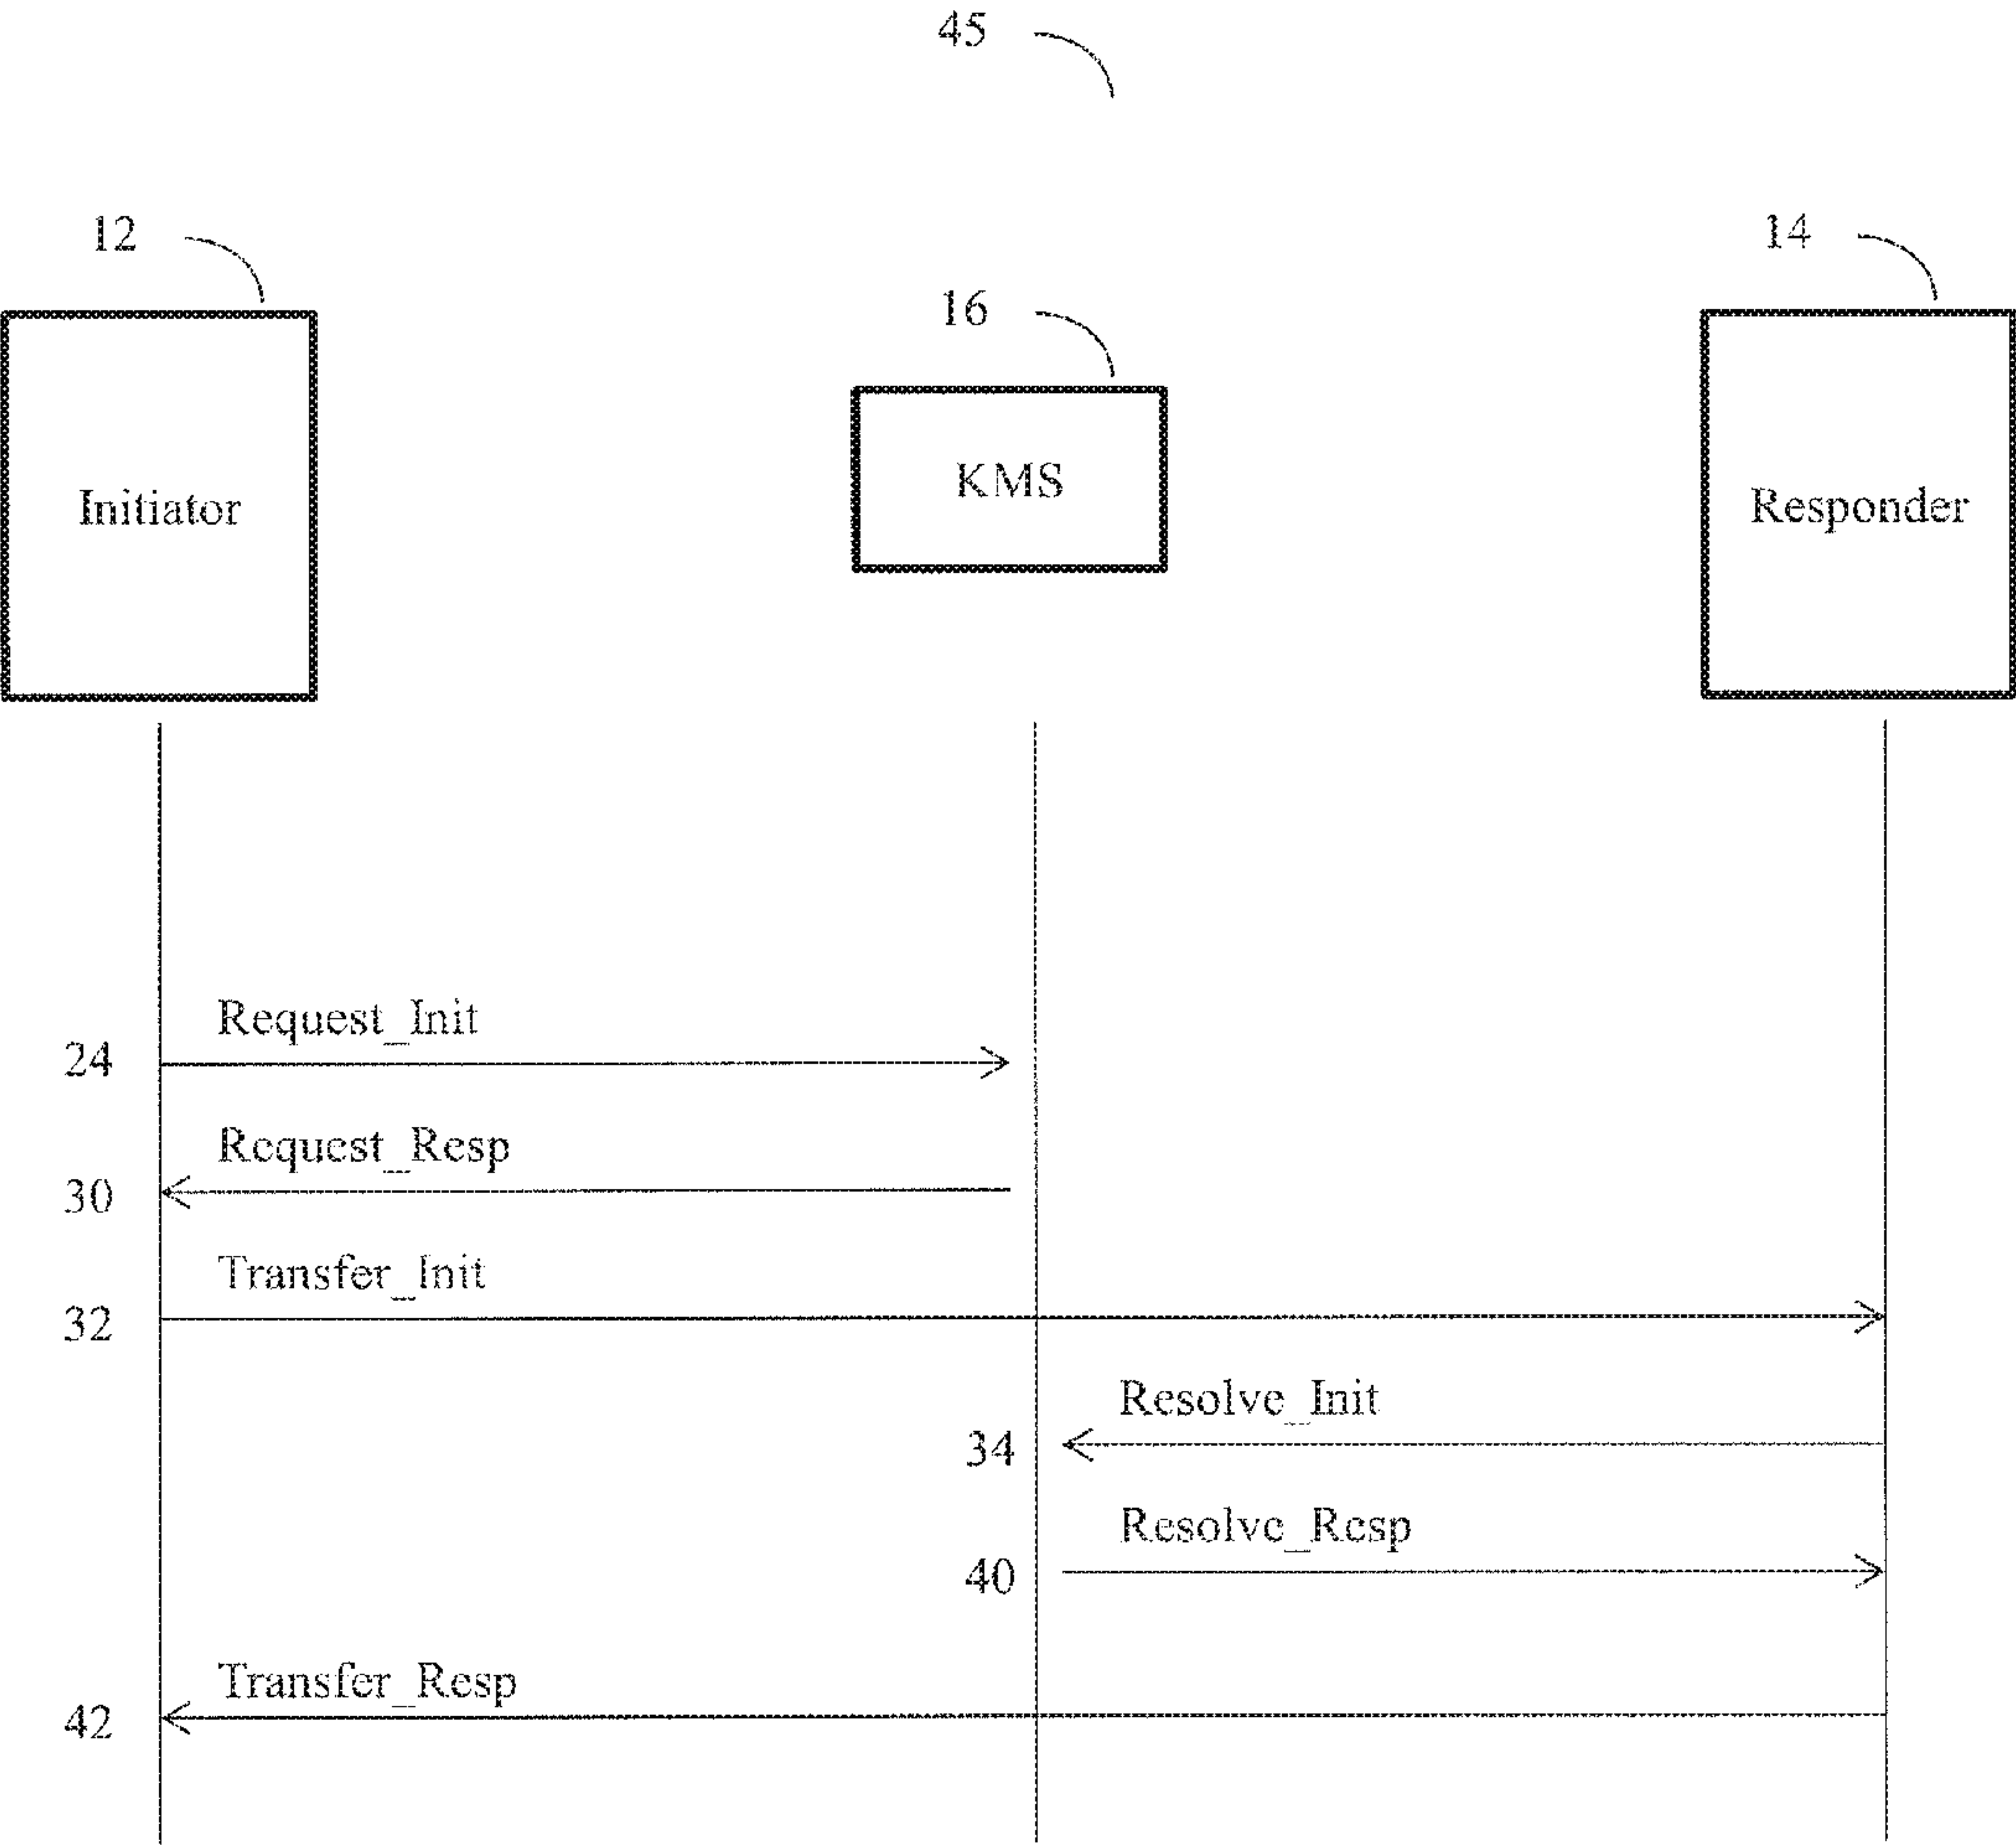 45
12
14
16
Initiator
KMS
Responder
Request_Init
24
Request_Resp
30
Transfer_Init
32
Resolve_Init
34
Resolve_Resp
40
Transfer_Resp
42